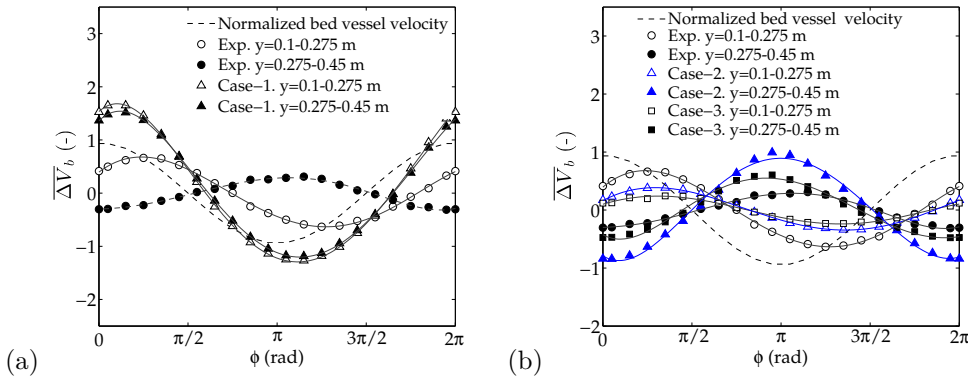 (a)
Normalized bed vessel velocity
Exp. y=0.1-0.275 m
Exp. y=0.275-0.45 m
Case-1. y=0.1-0.275 m
Case-1. y=0.275-0.45 m
3
2
1
0
−1
−2
ΔV_b (-)
0
π/2
π
3π/2
2π
ϕ (rad)
(b)
Normalized bed vessel velocity
Exp. y=0.1-0.275 m
Exp. y=0.275-0.45 m
Case-2. y=0.1-0.275 m
Case-2. y=0.275-0.45 m
Case-3. y=0.1-0.275 m
Case-3. y=0.275-0.45 m
3
2
1
0
−1
−2
ΔV_b (-)
0
π/2
π
3π/2
2π
ϕ (rad)